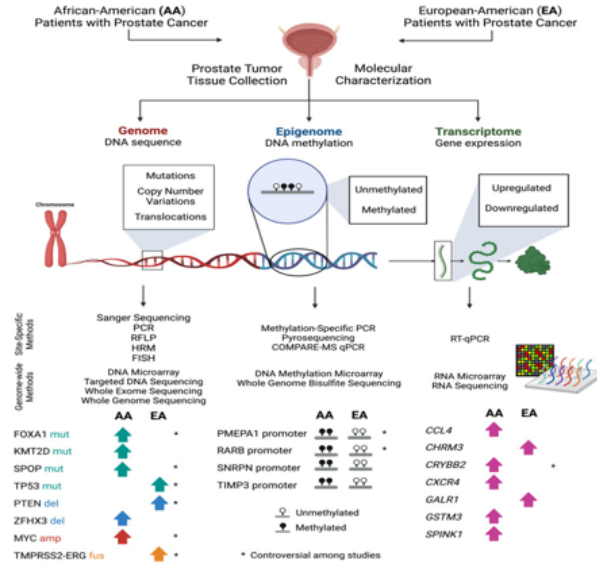 African-American (AA)
Patients with Prostate Cancer
European-American (EA)
Patients with Prostate Cancer
Prostate Tumor
Tissue Collection
Molecular
Characterization
Genome
DNA sequence
Epigenome
DNA methylation
Transcriptome
Gene expression
Mutations
Copy Number
Variations
Translocations
Unmethylated
Methylated
Upregulated
Downregulated
Chromosome
Site-Specific
Methods
Sanger Sequencing
PCR
RFLP
HRM
FISH
Methylation-Specific PCR
Pyrosequencing
COMPARE-MS qPCR
RT-qPCR
Genome-wide
Methods
DNA Microarray
Targeted DNA Sequencing
Whole Exome Sequencing
Whole Genome Sequencing
DNA Methylation Microarray
Whole Genome Bisulfite Sequencing
RNA Microarray
RNA Sequencing
AA EA
FOXA1 mut *
KMT2D mut
SPOP mut *
TP53 mut *
PTEN del *
ZFHX3 del
MYC amp *
TMPRSS2-ERG fus *
AA EA
PMEPA1 promoter *
RARB promoter *
SNRPN promoter
TIMP3 promoter
Unmethylated
Methylated
* Controversial among studies
AA EA
CCL4
CHRM3
CRYBB2 *
CXCR4
GALR1
GSTM3
SPINK1